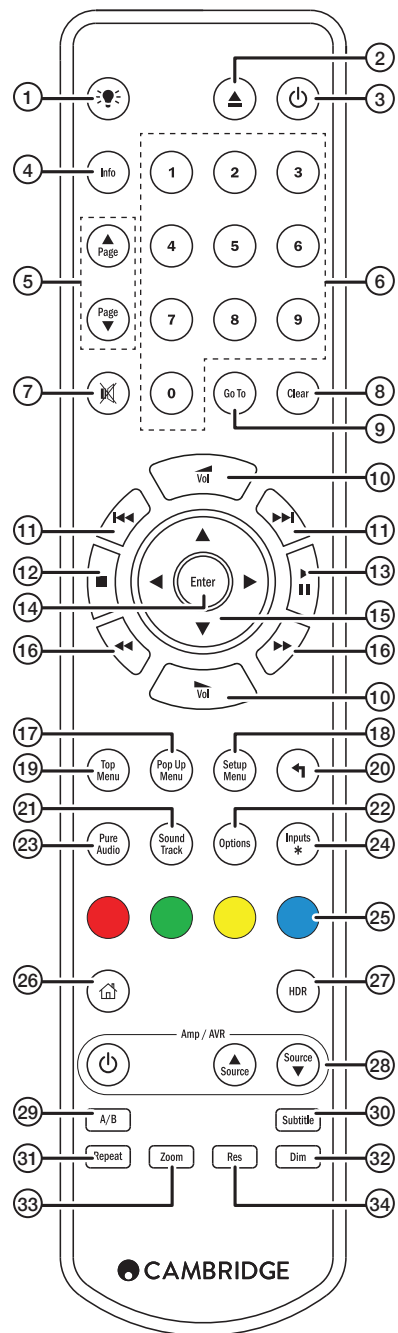 2
1
3
4
Info
1
2
3
5
Page
4
5
6
6
Page
7
8
9
7
0
Go To
Clear
8
9
Vol
10
11
11
12
13
14
Enter
15
16
16
Vol
10
17
18
19
Top
Menu
Pop Up
Menu
Setup
Menu
20
21
22
23
Pure
Audio
Sound
Track
Options
Inputs
*
24
25
26
HDR
27
Amp / AVR
Source
Source
28
29
A/B
Subtitle
30
31
Repeat
Zoom
Res
Dim
32
33
34
CAMBRIDGE